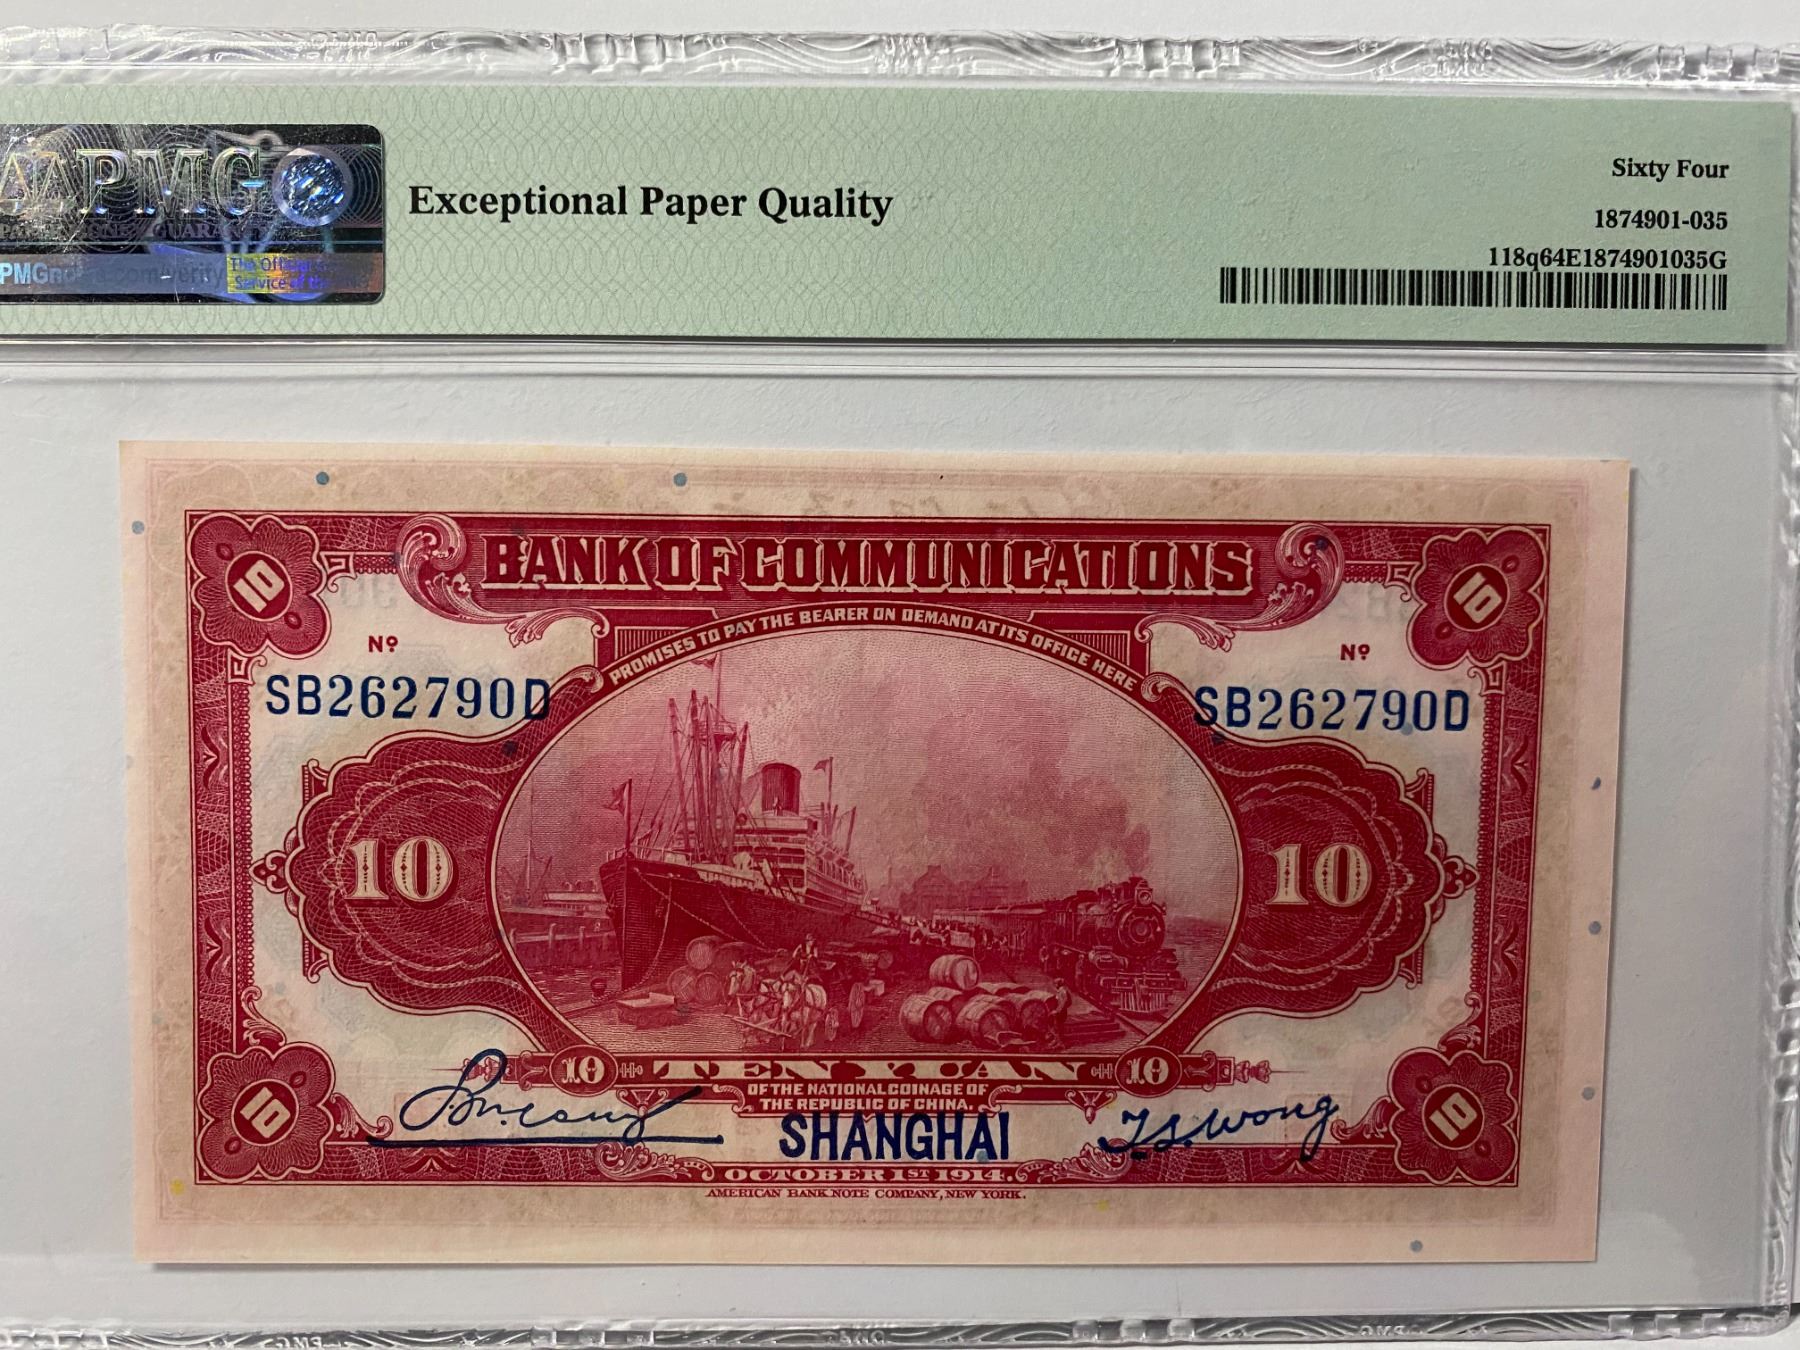 PMG
Exceptional Paper Quality
Sixty Four
1874901-035
118q64E1874901035G
10
BANK OF COMMUNICATIONS
10
PROMISES TO PAY THE BEARER ON DEMAND AT ITS OFFICE HERE
Nº
Nº
SB262790D
SB262790D
10
10
10 TEN YUAN 10
OF THE NATIONAL COINAGE OF
THE REPUBLIC OF CHINA.
10
SHANGHAI
T.S. Wong
10
OCTOBER 1ST 1914.
AMERICAN BANK NOTE COMPANY, NEW YORK.